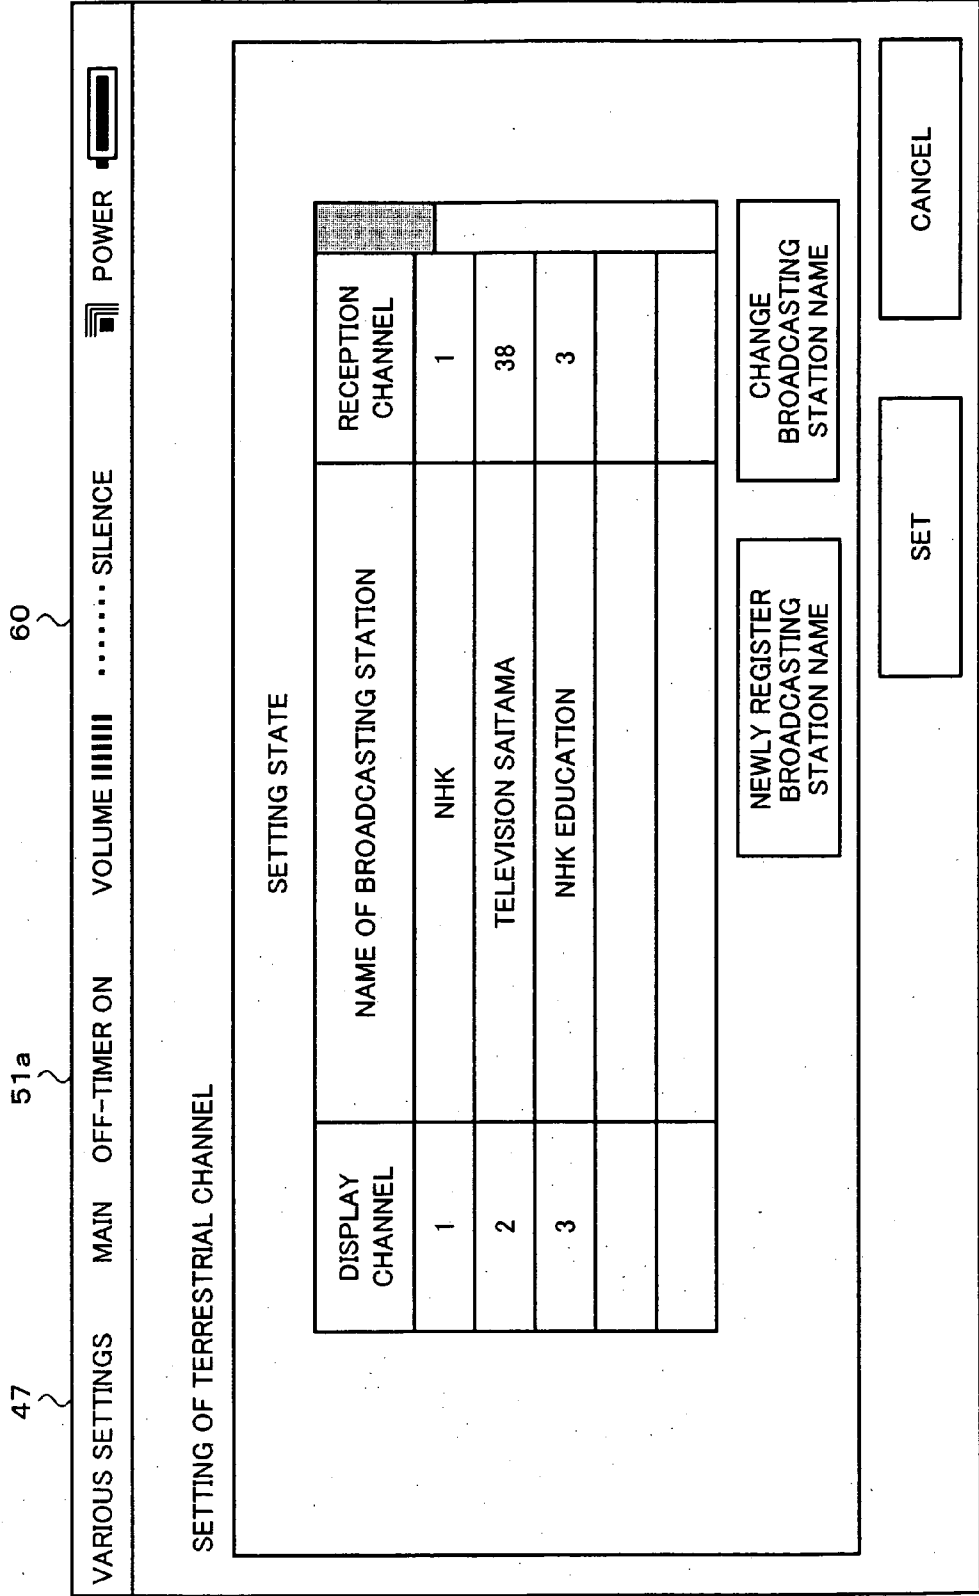 47 51a 60
VARIOUS SETTINGS MAIN OFF-TIMER ON VOLUME ······· SILENCE POWER
SETTING OF TERRESTRIAL CHANNEL
SETTING STATE
DISPLAY CHANNEL
NAME OF BROADCASTING STATION
RECEPTION CHANNEL
1 NHK 1
2 TELEVISION SAITAMA 38
3 NHK EDUCATION 3
NEWLY REGISTER
BROADCASTING
STATION NAME
CHANGE
BROADCASTING
STATION NAME
SET
CANCEL